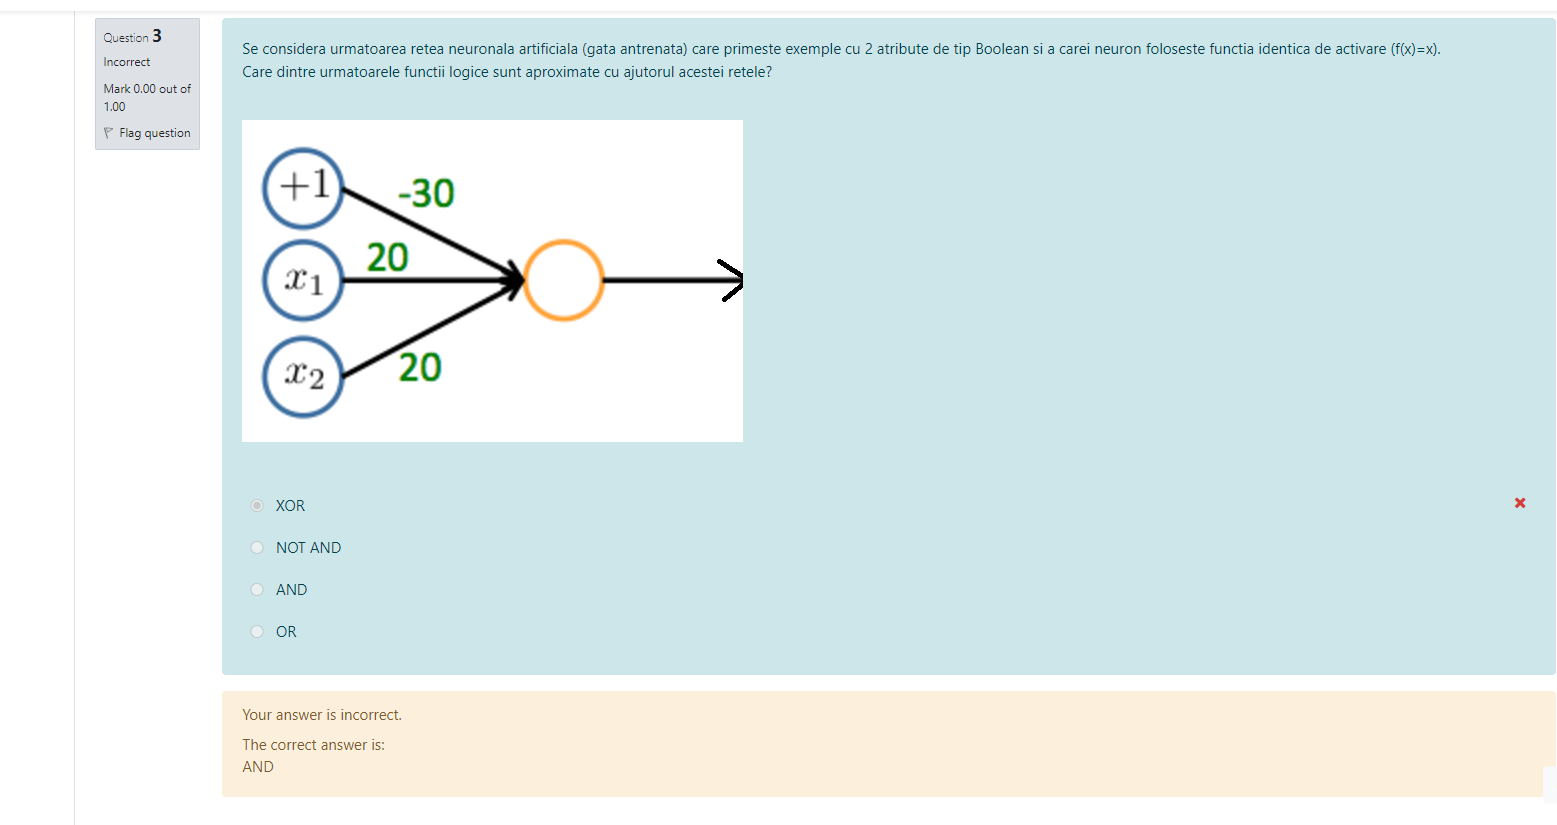 Question 3
Incorrect
Mark 0.00 out of
1.00
Flag question
Se considera urmatoarea retea neuronala artificiala (gata antrenata) care primeste exemple cu 2 atribute de tip Boolean si a carei neuron foloseste functia identica de activare (f(x)=x).
Care dintre urmatoarele functii logice sunt aproximate cu ajutorul acestei retele?
+1
-30
20
x1
20
x2
XOR
NOT AND
AND
OR
Your answer is incorrect.
The correct answer is:
AND